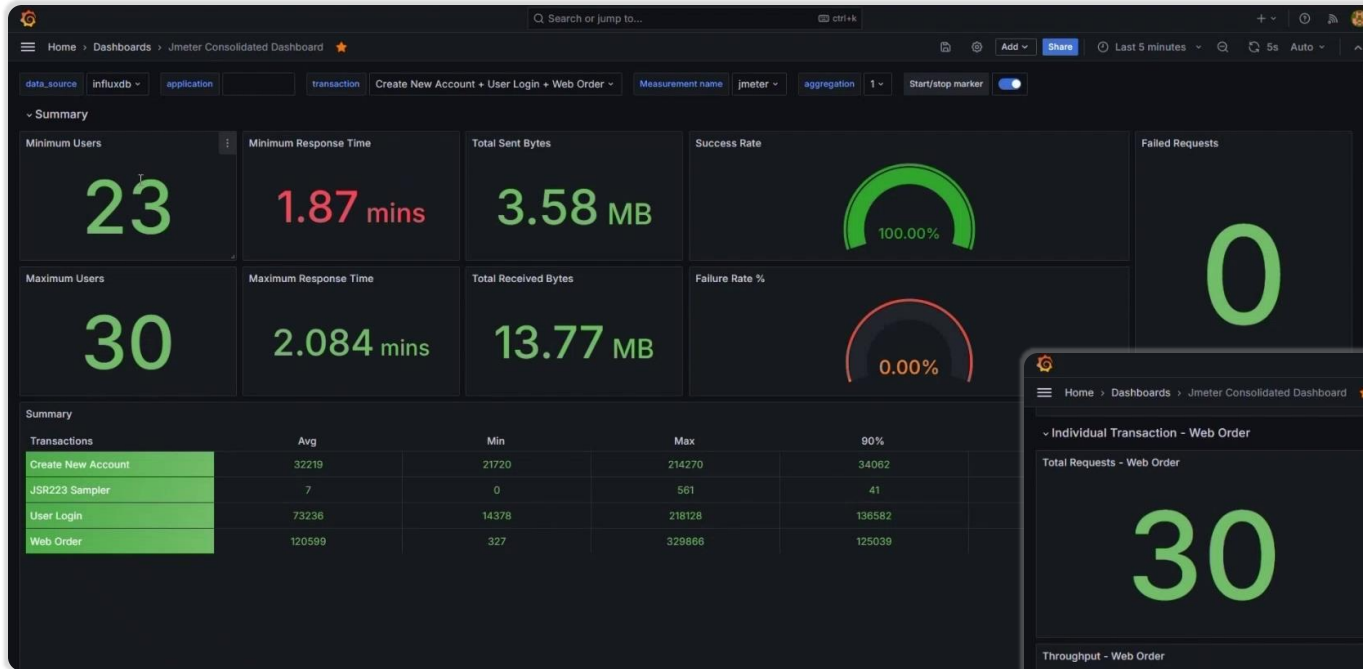 Search or jump to... ctrl+k
Home › Dashboards › Jmeter Consolidated Dashboard Add Share Last 5 minutes 5s Auto
data_source influxdb application transaction Create New Account + User Login + Web Order Measurement name jmeter aggregation 1 Start/stop marker
Summary
Minimum Users Minimum Response Time Total Sent Bytes Success Rate Failed Requests
23 1.87 mins 3.58 MB 100.00% 0
Maximum Users Maximum Response Time Total Received Bytes Failure Rate %
30 2.084 mins 13.77 MB 0.00%
Summary
Transactions Avg Min Max 90%
Create New Account 32219 21720 214270 34062
JSR223 Sampler 7 0 561 41
User Login 73236 14378 218128 136582
Web Order 120599 327 329866 125039
Home › Dashboards › Jmeter Consolidated Dashboard
Individual Transaction - Web Order
Total Requests - Web Order
30
Throughput - Web Order